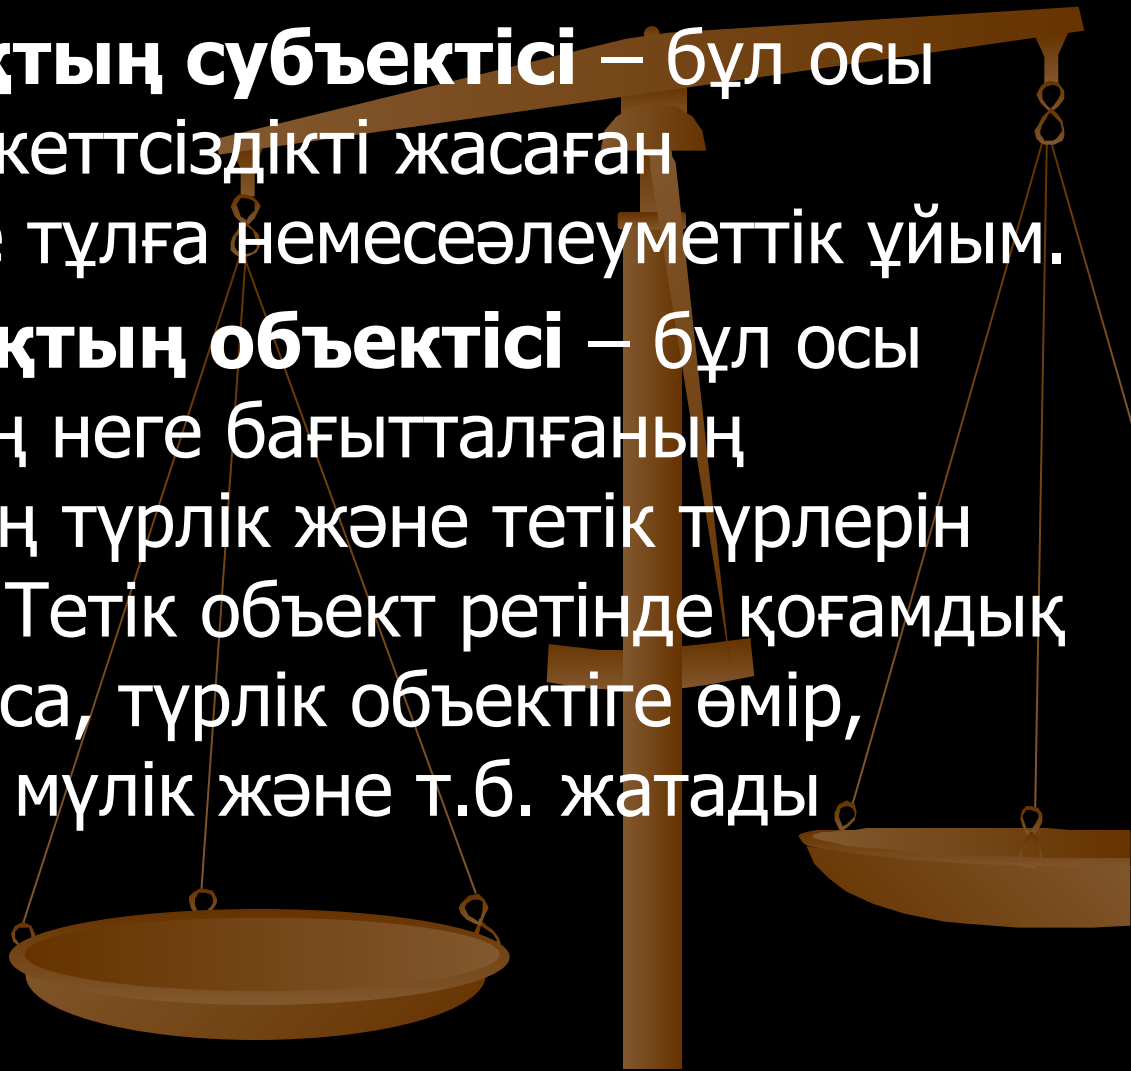 қтың субъектісі – бұл осы
кеттсіздікті жасаған
е тұлға немесеәлеуметтік ұйым.
қтың объектісі – бұл осы
ң неге бағытталғаның
ң түрлік және тетік түрлерін
Тетік объект ретінде қоғамдық
са, түрлік объектіге өмір,
мүлік және т.б. жатады